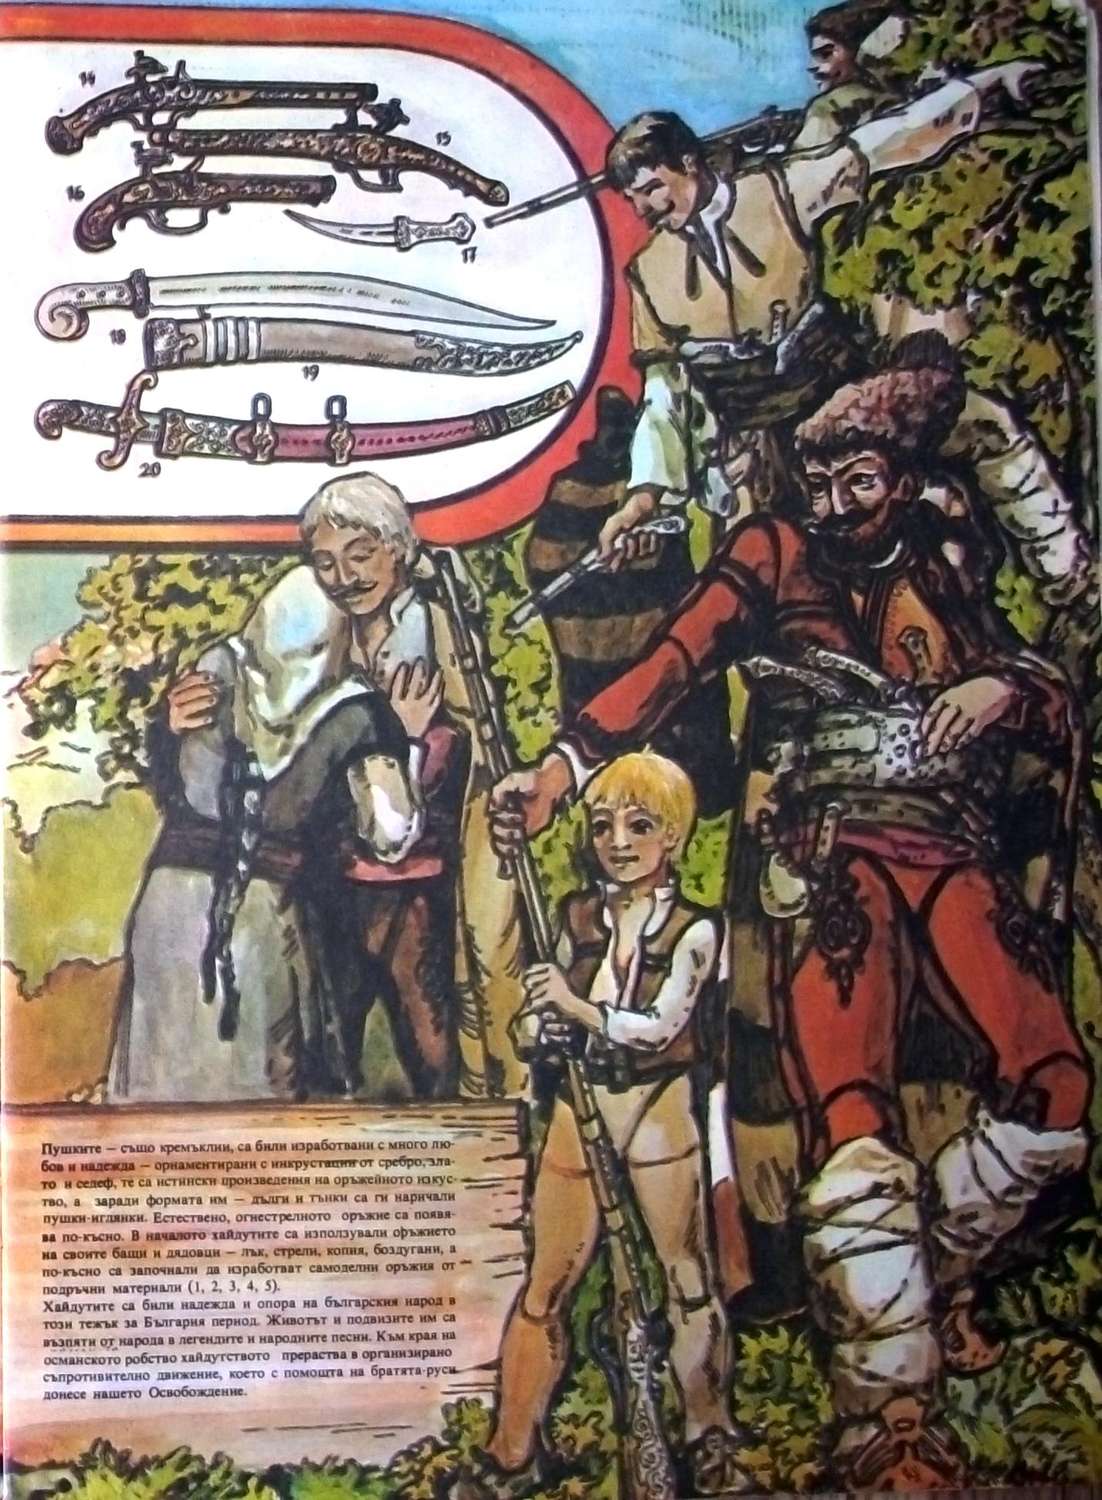 14
15
16
17
18
19
20
Пушките — също кремъклии, са били изработвани с много лю-
бов и надежда — орнаментирани с инкрустации от сребро, зла-
то и седеф, те са истински произведения на оръжейното изкус-
тво, а заради формата им — дълги и тънки са ги наричали
пушки-иглянки. Естествено, огнестрелното оръжие са появя-
ва по-късно. В началото хайдутите са използували оръжието
на своите бащи и дядовци — лък, стрели, копия, боздугани, а
по-късно са започнали да изработват самоделни оръжия от
подръчни материали (1, 2, 3, 4, 5).
Хайдутите са били надежда и опора на българския народ в
този тежък за България период. Животът и подвизите им са
възпяти от народа в легендите и народните песни. Към края на
османското робство хайдутството прераства в организирано
съпротивително движение, което с помощта на братята-руси
донесе нашето Освобождение.